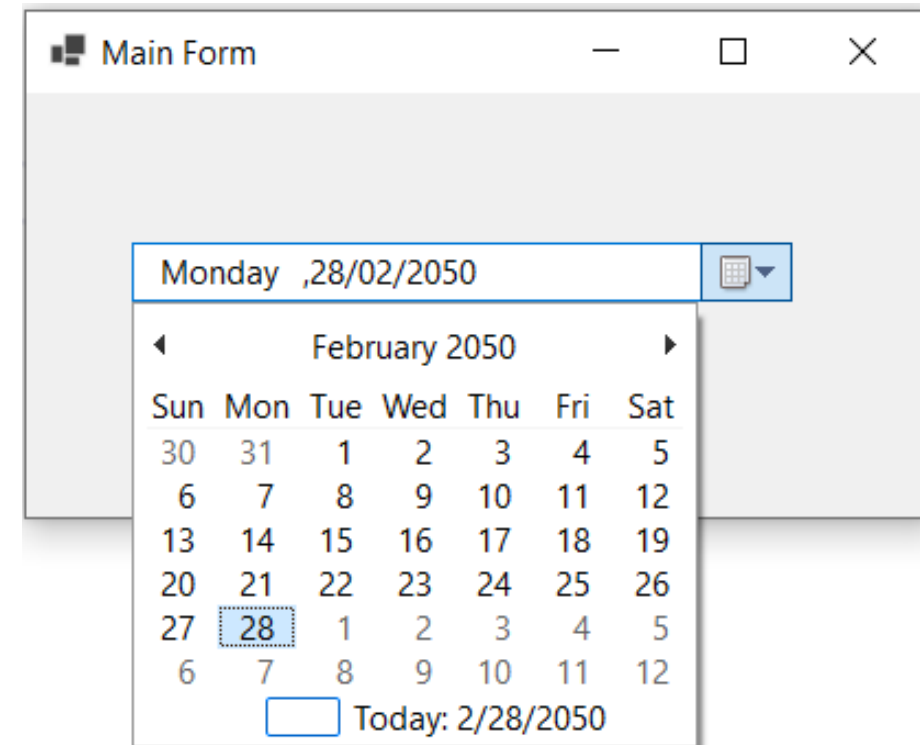 Main Form
Monday ,28/02/2050
February 2050
Sun Mon Tue Wed Thu Fri Sat
30 31 1 2 3 4 5
6 7 8 9 10 11 12
13 14 15 16 17 18 19
20 21 22 23 24 25 26
27 28 1 2 3 4 5
6 7 8 9 10 11 12
Today: 2/28/2050